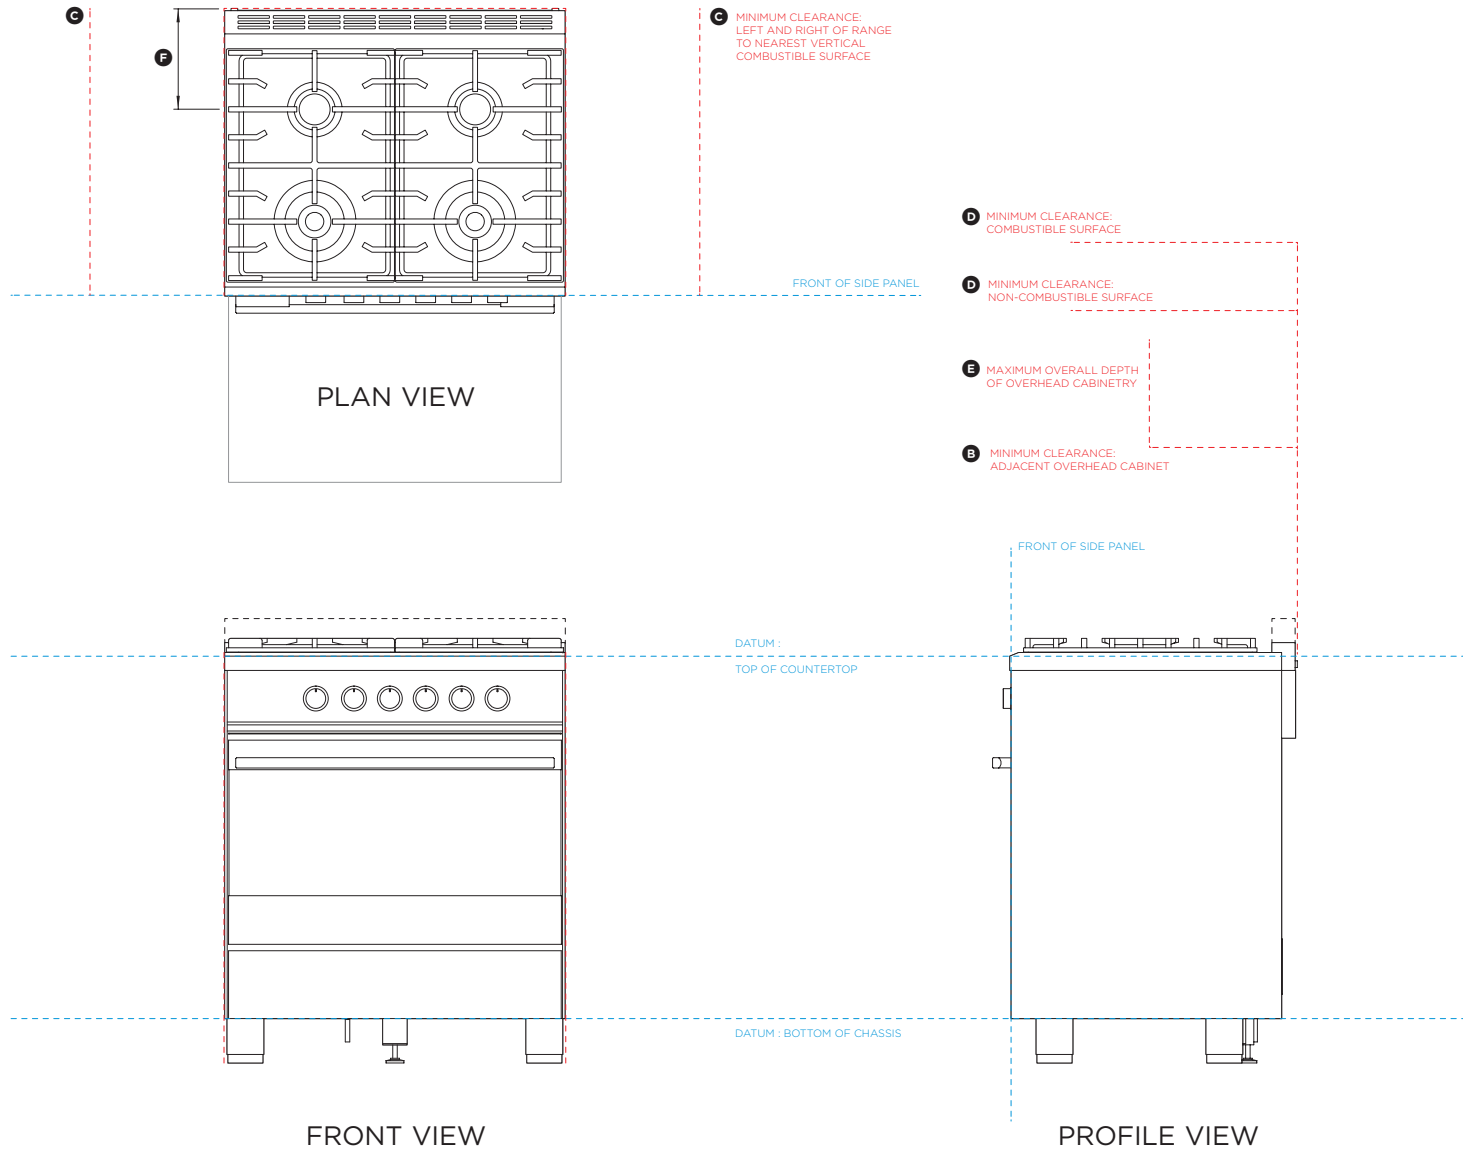 C
F
C MINIMUM CLEARANCE:
LEFT AND RIGHT OF RANGE
TO NEAREST VERTICAL
COMBUSTIBLE SURFACE
FRONT OF SIDE PANEL
PLAN VIEW
D MINIMUM CLEARANCE:
COMBUSTIBLE SURFACE
D MINIMUM CLEARANCE:
NON-COMBUSTIBLE SURFACE
E MAXIMUM OVERALL DEPTH
OF OVERHEAD CABINETRY
B MINIMUM CLEARANCE:
ADJACENT OVERHEAD CABINET
FRONT OF SIDE PANEL
DATUM :
TOP OF COUNTERTOP
DATUM : BOTTOM OF CHASSIS
FRONT VIEW
PROFILE VIEW